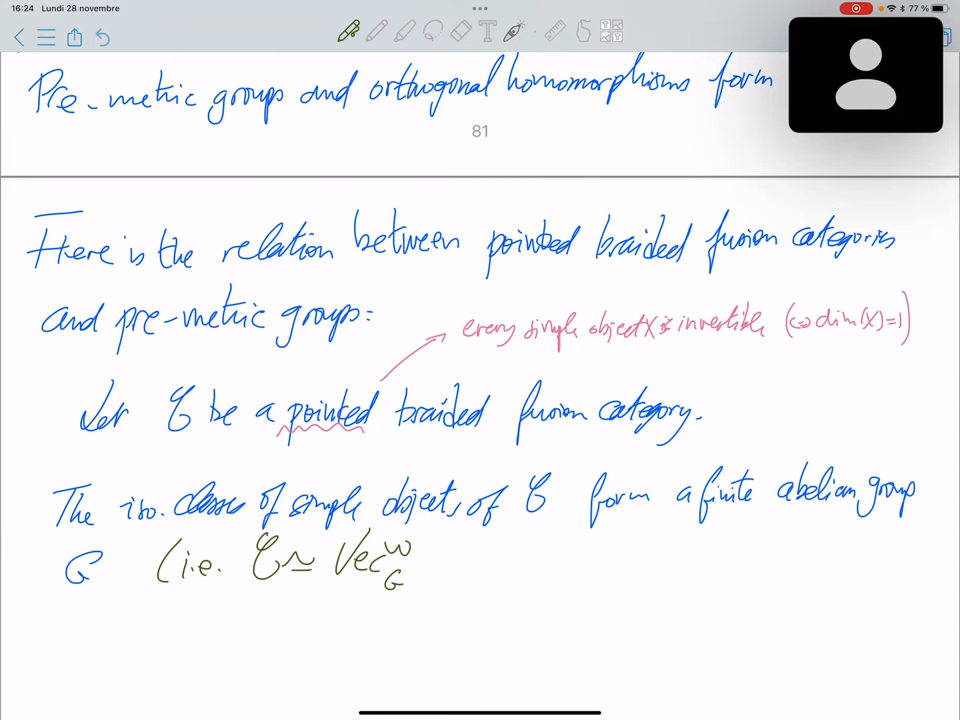 16:24 Lundi 28 novembre 77 %
Pre-metric groups and orthogonal homomorphisms form
81
Here is the relation between pointed braided fusion categories
and pre-metric groups:
every simple object X is invertible (⇔ dim(X)=1)
Let 𝒞 be a pointed braided fusion category.
The iso. classes of simple objects of 𝒞 form a finite abelian group
G (i.e. 𝒞 ≃ Vec_G^ω